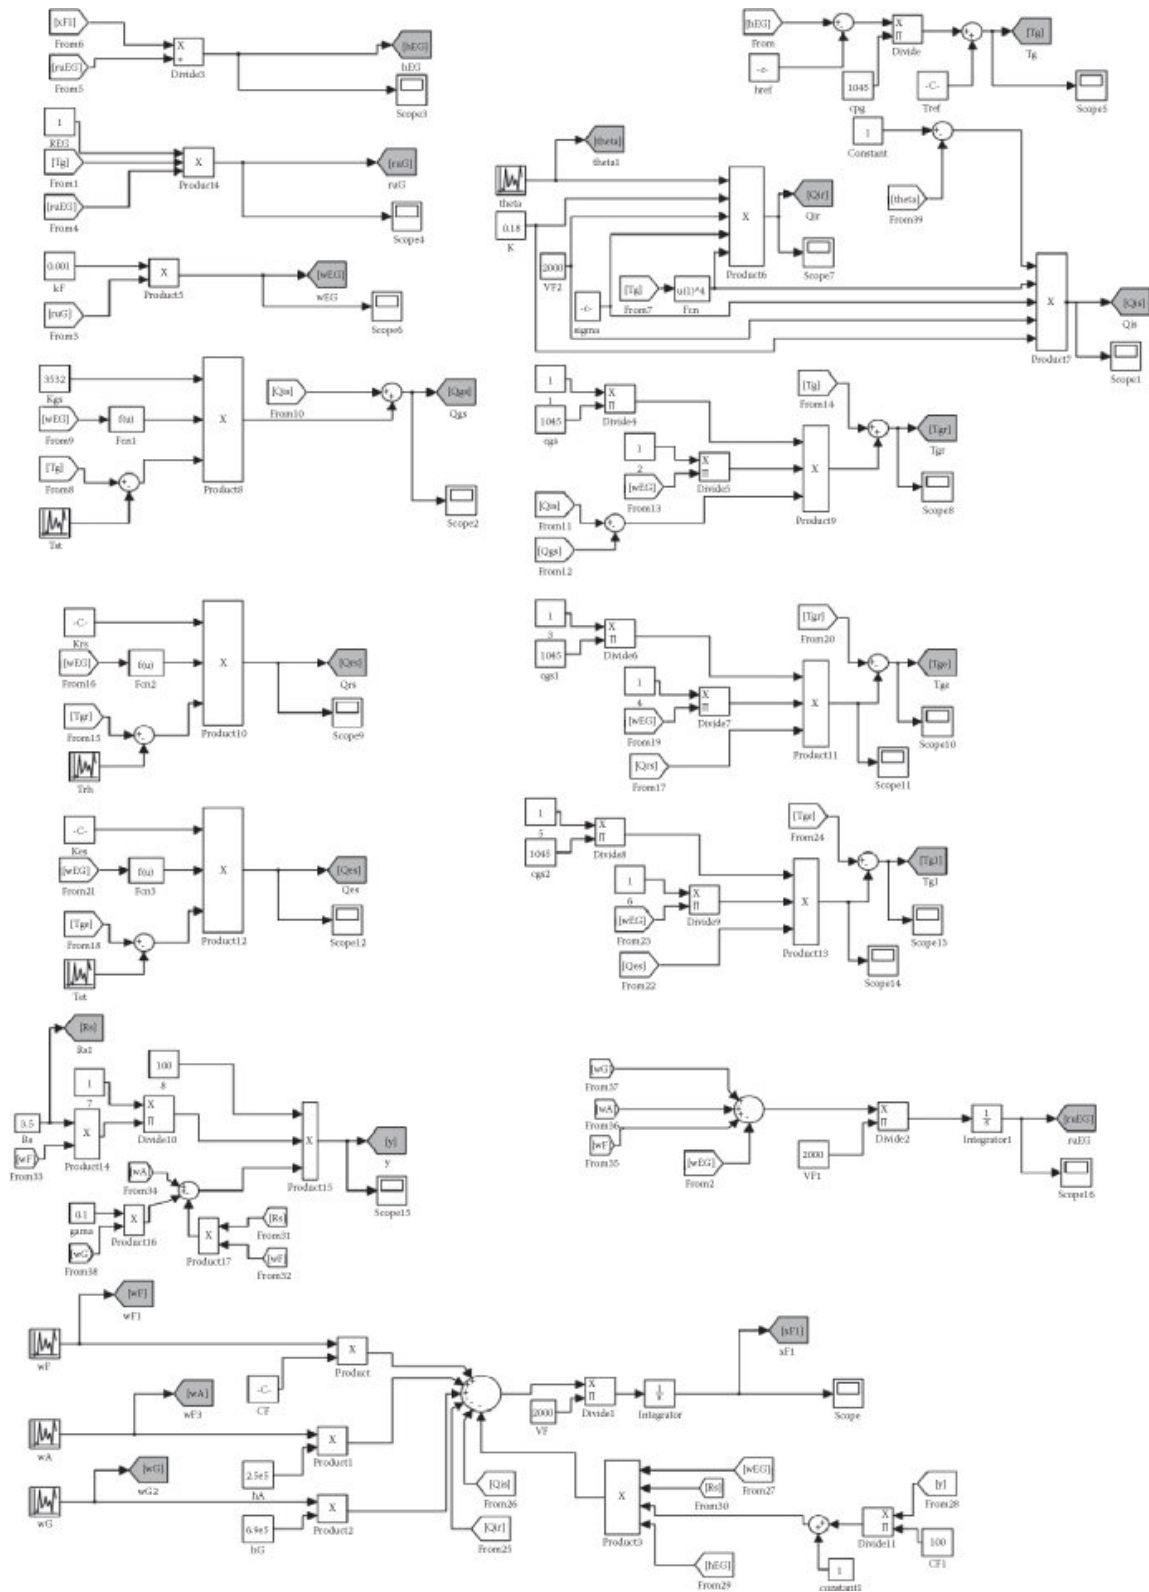 [xF1]
From6
[ruEG]
From5
X
÷
Divide3
[hEG]
hEG
Scope3
1
REG
[Tg]
From1
[ruEG]
From4
X
Product4
[ruG]
ruG
Scope4
0.001
kF
[ruG]
From3
X
Product5
[wEG]
wEG
Scope6
[hEG]
From
-c-
href
X
Π
Divide
1045
cpg
-C-
Tref
[Tg]
Tg
Scope5
1
Constant
[theta]
From39
[theta]
theta1
theta
0.18
K
2000
VF2
-c-
sigma
[Tg]
From7
u(1)^4
Fcn
X
Product6
[Qir]
Qir
Scope7
X
Product7
[Qis]
Qis
Scope1
3532
Kgs
[wEG]
From9
f(u)
Fcn1
[Tg]
From8
Tst
X
Product8
From10
[Qgs]
Qgs
Scope2
1
1
1045
qgs
X
Π
Divide4
1
2
[wEG]
From13
X
Divide5
From11
[Qgs]
From12
X
Product9
[Tg]
From14
[Tgr]
Tgr
Scope8
-C-
Krs
[wEG]
From16
f(u)
Fcn2
[Tgr]
From15
Trh
X
Product10
[Qrs]
Qrs
Scope9
1
3
1045
qgs1
X
Π
Divide6
1
4
[wEG]
From19
X
Divide7
[Qrs]
From17
X
Product11
[Tgr]
From20
[Tge]
Tge
Scope10
Scope11
-C-
Kes
[wEG]
From21
f(u)
Fcn3
[Tge]
From18
Tet
X
Product12
[Qes]
Qes
Scope12
1
5
1045
qgs2
X
Π
Divide8
1
6
[wEG]
From23
X
Π
Divide9
[Qes]
From22
X
Product13
[Tge]
From24
[Tg1]
Tg1
Scope13
Scope14
[Rs]
Rs1
100
8
1
7
3.5
Rs
[wF]
From33
X
Product14
X
Π
Divide10
[wA]
From34
0.1
gama
[wG]
From38
X
Product16
X
Product17
[Rs]
From31
[wF]
From32
X
Product15
[y]
y
Scope15
[wG]
From37
[wA]
From36
[wF]
From35
[wEG]
From2
2000
VF1
X
Π
Divide2
1
s
Integrator1
[ruEG]
ruEG
Scope16
[wF]
wF1
wF
-C-
CF
X
Product
[wA]
wF3
wA
2.5e5
hA
X
Product1
[wG]
wG2
wG
6.9e5
hG
X
Product2
[Qis]
From26
[Qir]
From25
2000
VF
X
Π
Divide1
1
s
Integrator
[xF1]
xF1
Scope
X
Product3
[wEG]
From27
[Rs]
From30
[hEG]
From29
1
constant1
X
Π
Divide11
[y]
From28
100
CF1